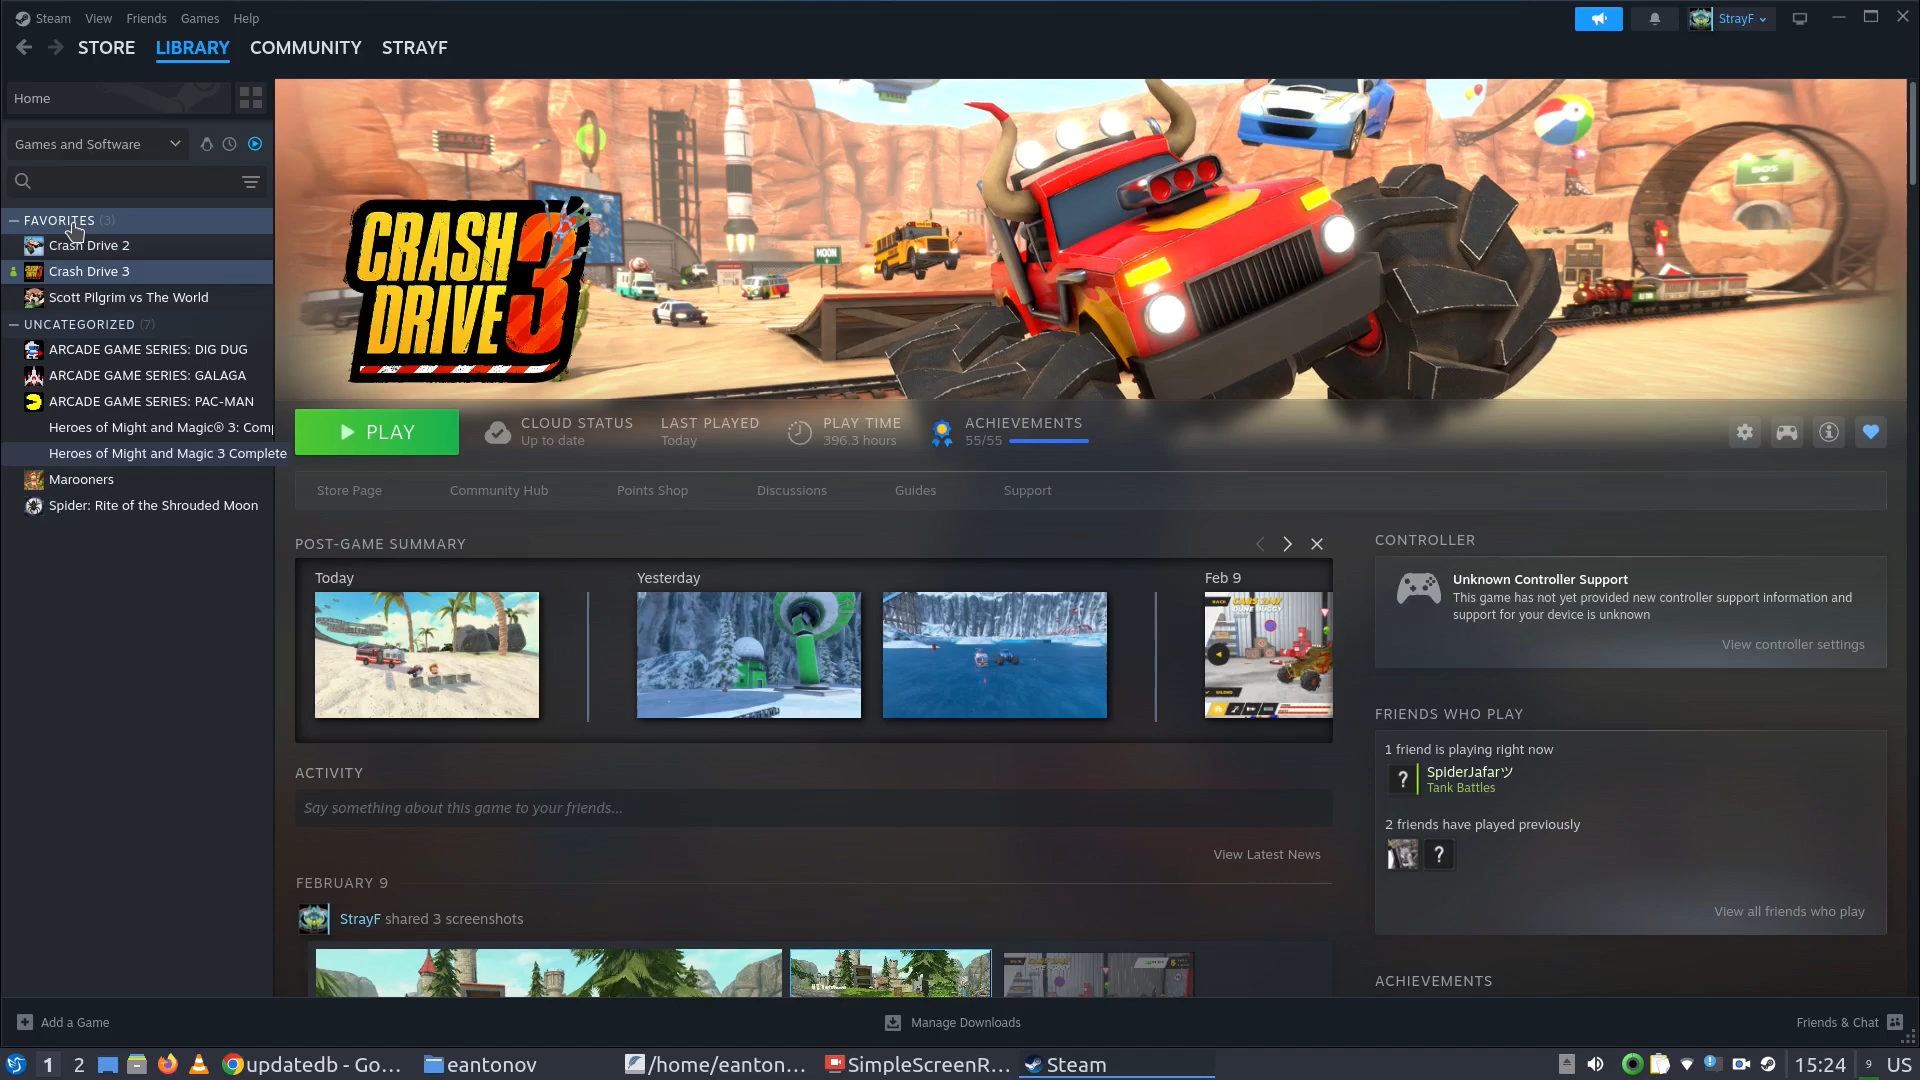 Steam View Friends Games Help
StrayF
STORE LIBRARY COMMUNITY STRAYF
Home
Games and Software
FAVORITES (3)
Crash Drive 2
Crash Drive 3
Scott Pilgrim vs The World
UNCATEGORIZED (7)
ARCADE GAME SERIES: DIG DUG
ARCADE GAME SERIES: GALAGA
ARCADE GAME SERIES: PAC-MAN
Heroes of Might and Magic® 3: Com
Heroes of Might and Magic 3 Complete
Marooners
Spider: Rite of the Shrouded Moon
GARAGE
MOON
BOS
CRASH
DRIVE 3
PLAY
CLOUD STATUS
Up to date
LAST PLAYED
Today
PLAY TIME
396.3 hours
ACHIEVEMENTS
55/55
Store Page Community Hub Points Shop Discussions Guides Support
POST-GAME SUMMARY
Today
Yesterday
Feb 9
CONTROLLER
Unknown Controller Support
This game has not yet provided new controller support information and
support for your device is unknown
View controller settings
FRIENDS WHO PLAY
1 friend is playing right now
?
SpiderJafarツ
Tank Battles
2 friends have played previously
?
View all friends who play
ACTIVITY
Say something about this game to your friends...
View Latest News
FEBRUARY 9
StrayF shared 3 screenshots
ACHIEVEMENTS
Add a Game
Manage Downloads
Friends & Chat
1 2 updatedb - Go... eantonov /home/eanton... SimpleScreenR... Steam 15:24 9 US